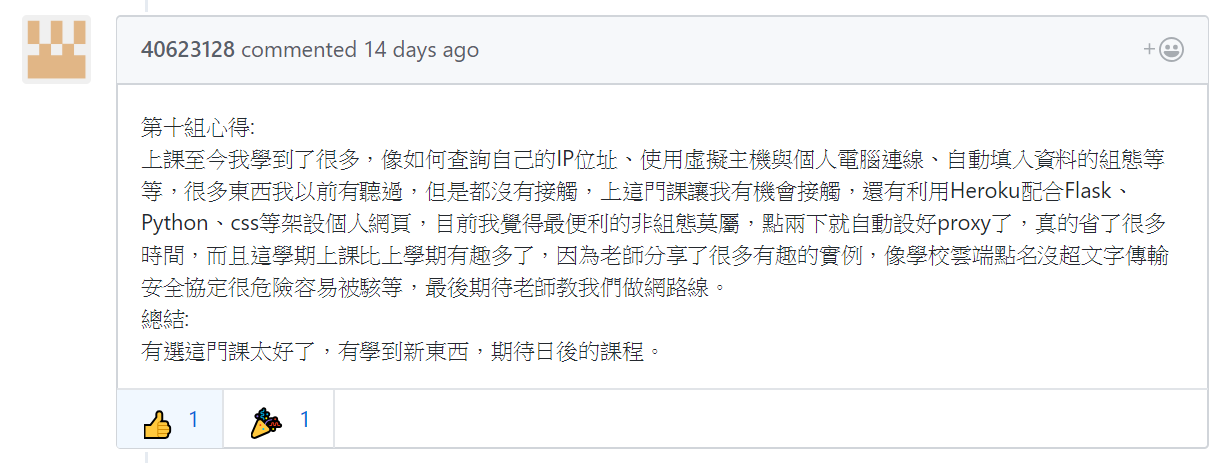 40623128 commented 14 days ago
第十組心得:
上課至今我學到了很多，像如何查詢自己的IP位址、使用虛擬主機與個人電腦連線、自動填入資料的組態等
等，很多東西我以前有聽過，但是都沒有接觸，上這門課讓我有機會接觸，還有利用Heroku配合Flask、
Python、css等架設個人網頁，目前我覺得最便利的非組態莫屬，點兩下就自動設好proxy了，真的省了很多
時間，而且這學期上課比上學期有趣多了，因為老師分享了很多有趣的實例，像學校雲端點名沒超文字傳輸
安全協定很危險容易被駭等，最後期待老師教我們做網路線。
總結:
有選這門課太好了，有學到新東西，期待日後的課程。
1 1